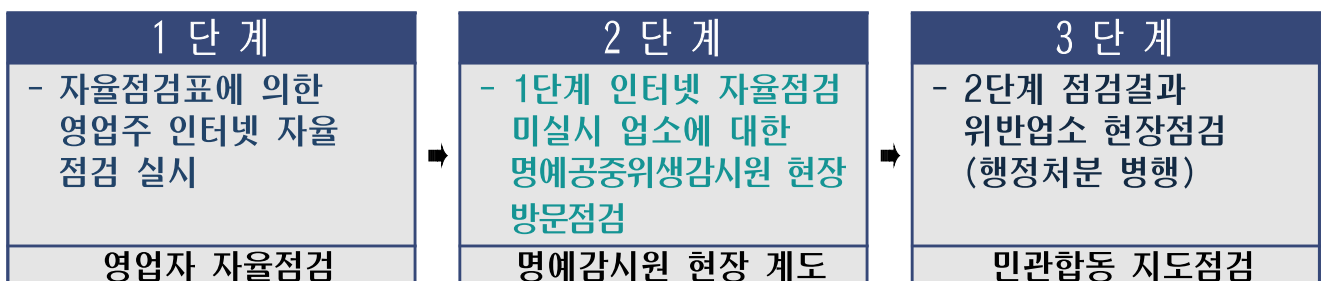 1 단 계
- 자율점검표에 의한
영업주 인터넷 자율
점검 실시
영업자 자율점검
2 단 계
- 1단계 인터넷 자율점검
미실시 업소에 대한
명예공중위생감시원 현장
방문점검
명예감시원 현장 계도
3 단 계
- 2단계 점검결과
위반업소 현장점검
(행정처분 병행)
민관합동 지도점검